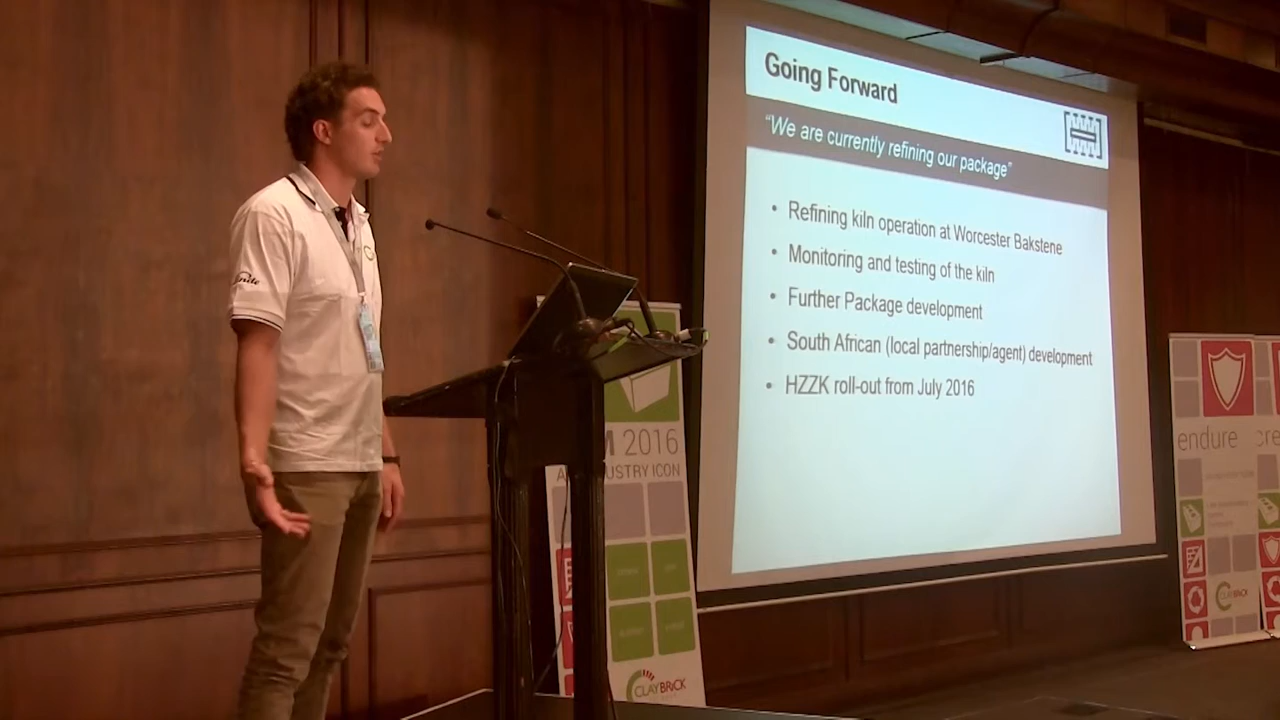 Going Forward
"We are currently refining our package"
• Refining kiln operation at Worcester Bakstene
• Monitoring and testing of the kiln
• Further Package development
• South African (local partnership/agent) development
• HZZK roll-out from July 2016
2016
CLAYBRICK
endure
CLAYBRICK